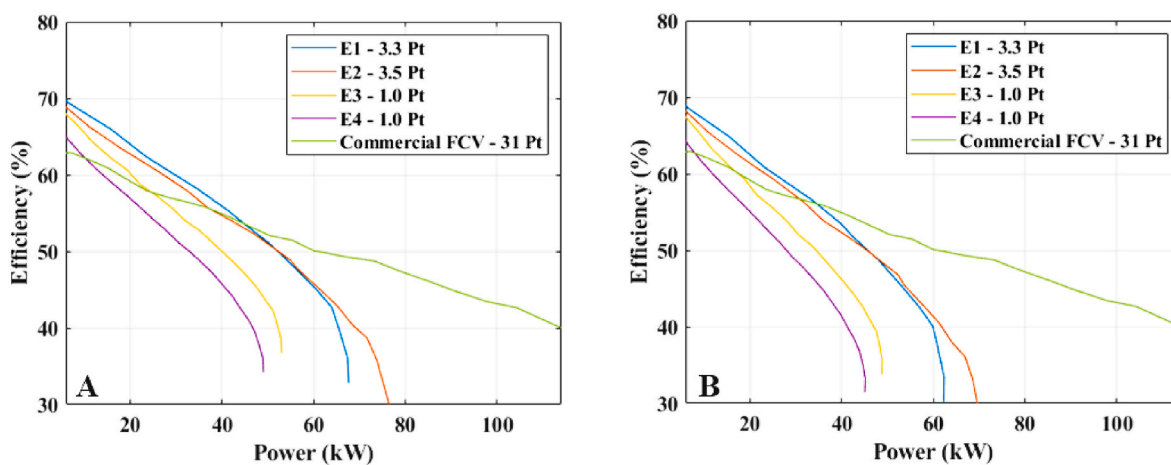 80
70
60
50
40
30
Efficiency (%)
E1 - 3.3 Pt
E2 - 3.5 Pt
E3 - 1.0 Pt
E4 - 1.0 Pt
Commercial FCV - 31 Pt
A
20
40
60
80
100
Power (kW)
80
70
60
50
40
30
Efficiency (%)
E1 - 3.3 Pt
E2 - 3.5 Pt
E3 - 1.0 Pt
E4 - 1.0 Pt
Commercial FCV - 31 Pt
B
20
40
60
80
100
Power (kW)